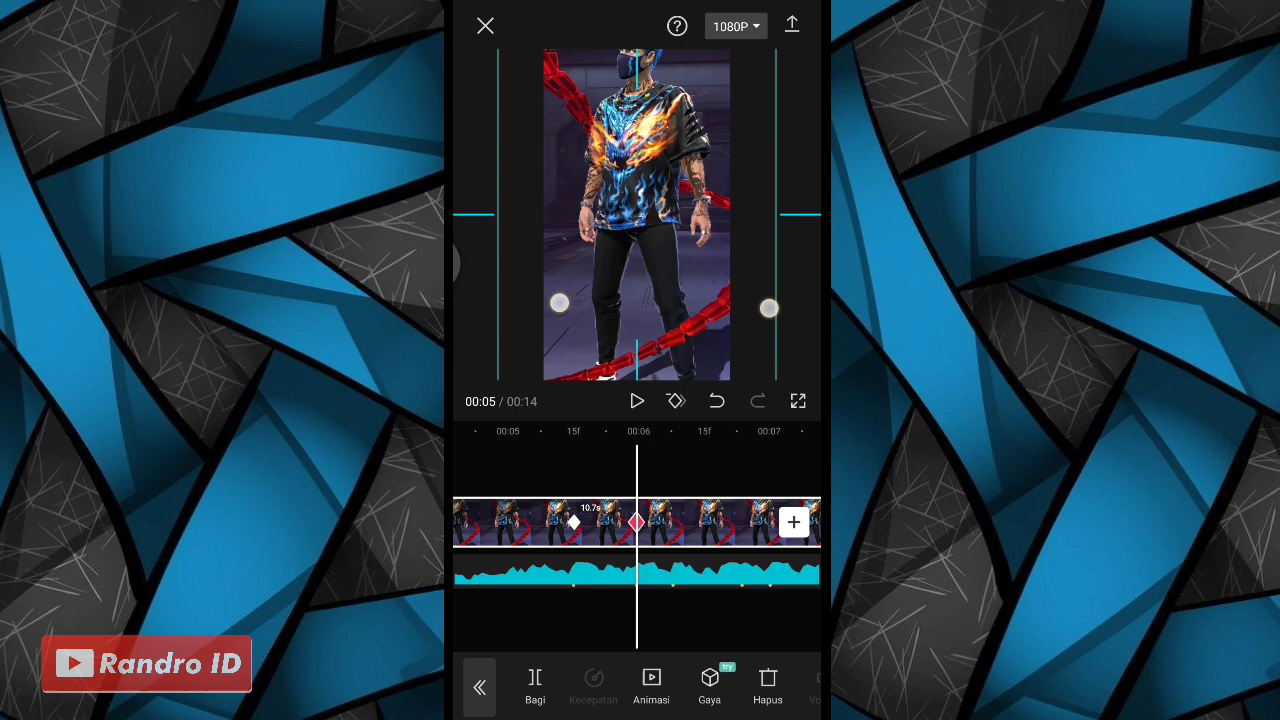 1080P
00:05 / 00:14
00:05 15f 00:06 15f 00:07
10.7s
try
Bagi Kecepatan Animasi Gaya Hapus
Randro ID